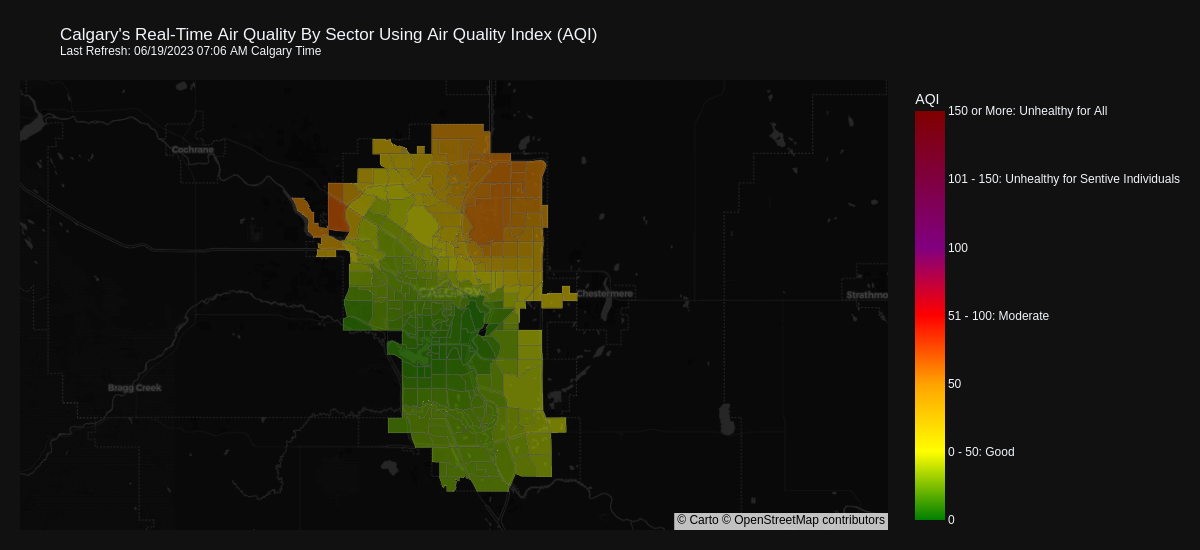 Calgary's Real-Time Air Quality By Sector Using Air Quality Index (AQI)
Last Refresh: 06/19/2023 07:06 AM Calgary Time
AQI
150 or More: Unhealthy for All
Cochrane
101 - 150: Unhealthy for Sentive Individuals
100
CALGARY
Chestermere
Strathmo
51 - 100: Moderate
50
Bragg Creek
0 - 50: Good
0
© Carto © OpenStreetMap contributors